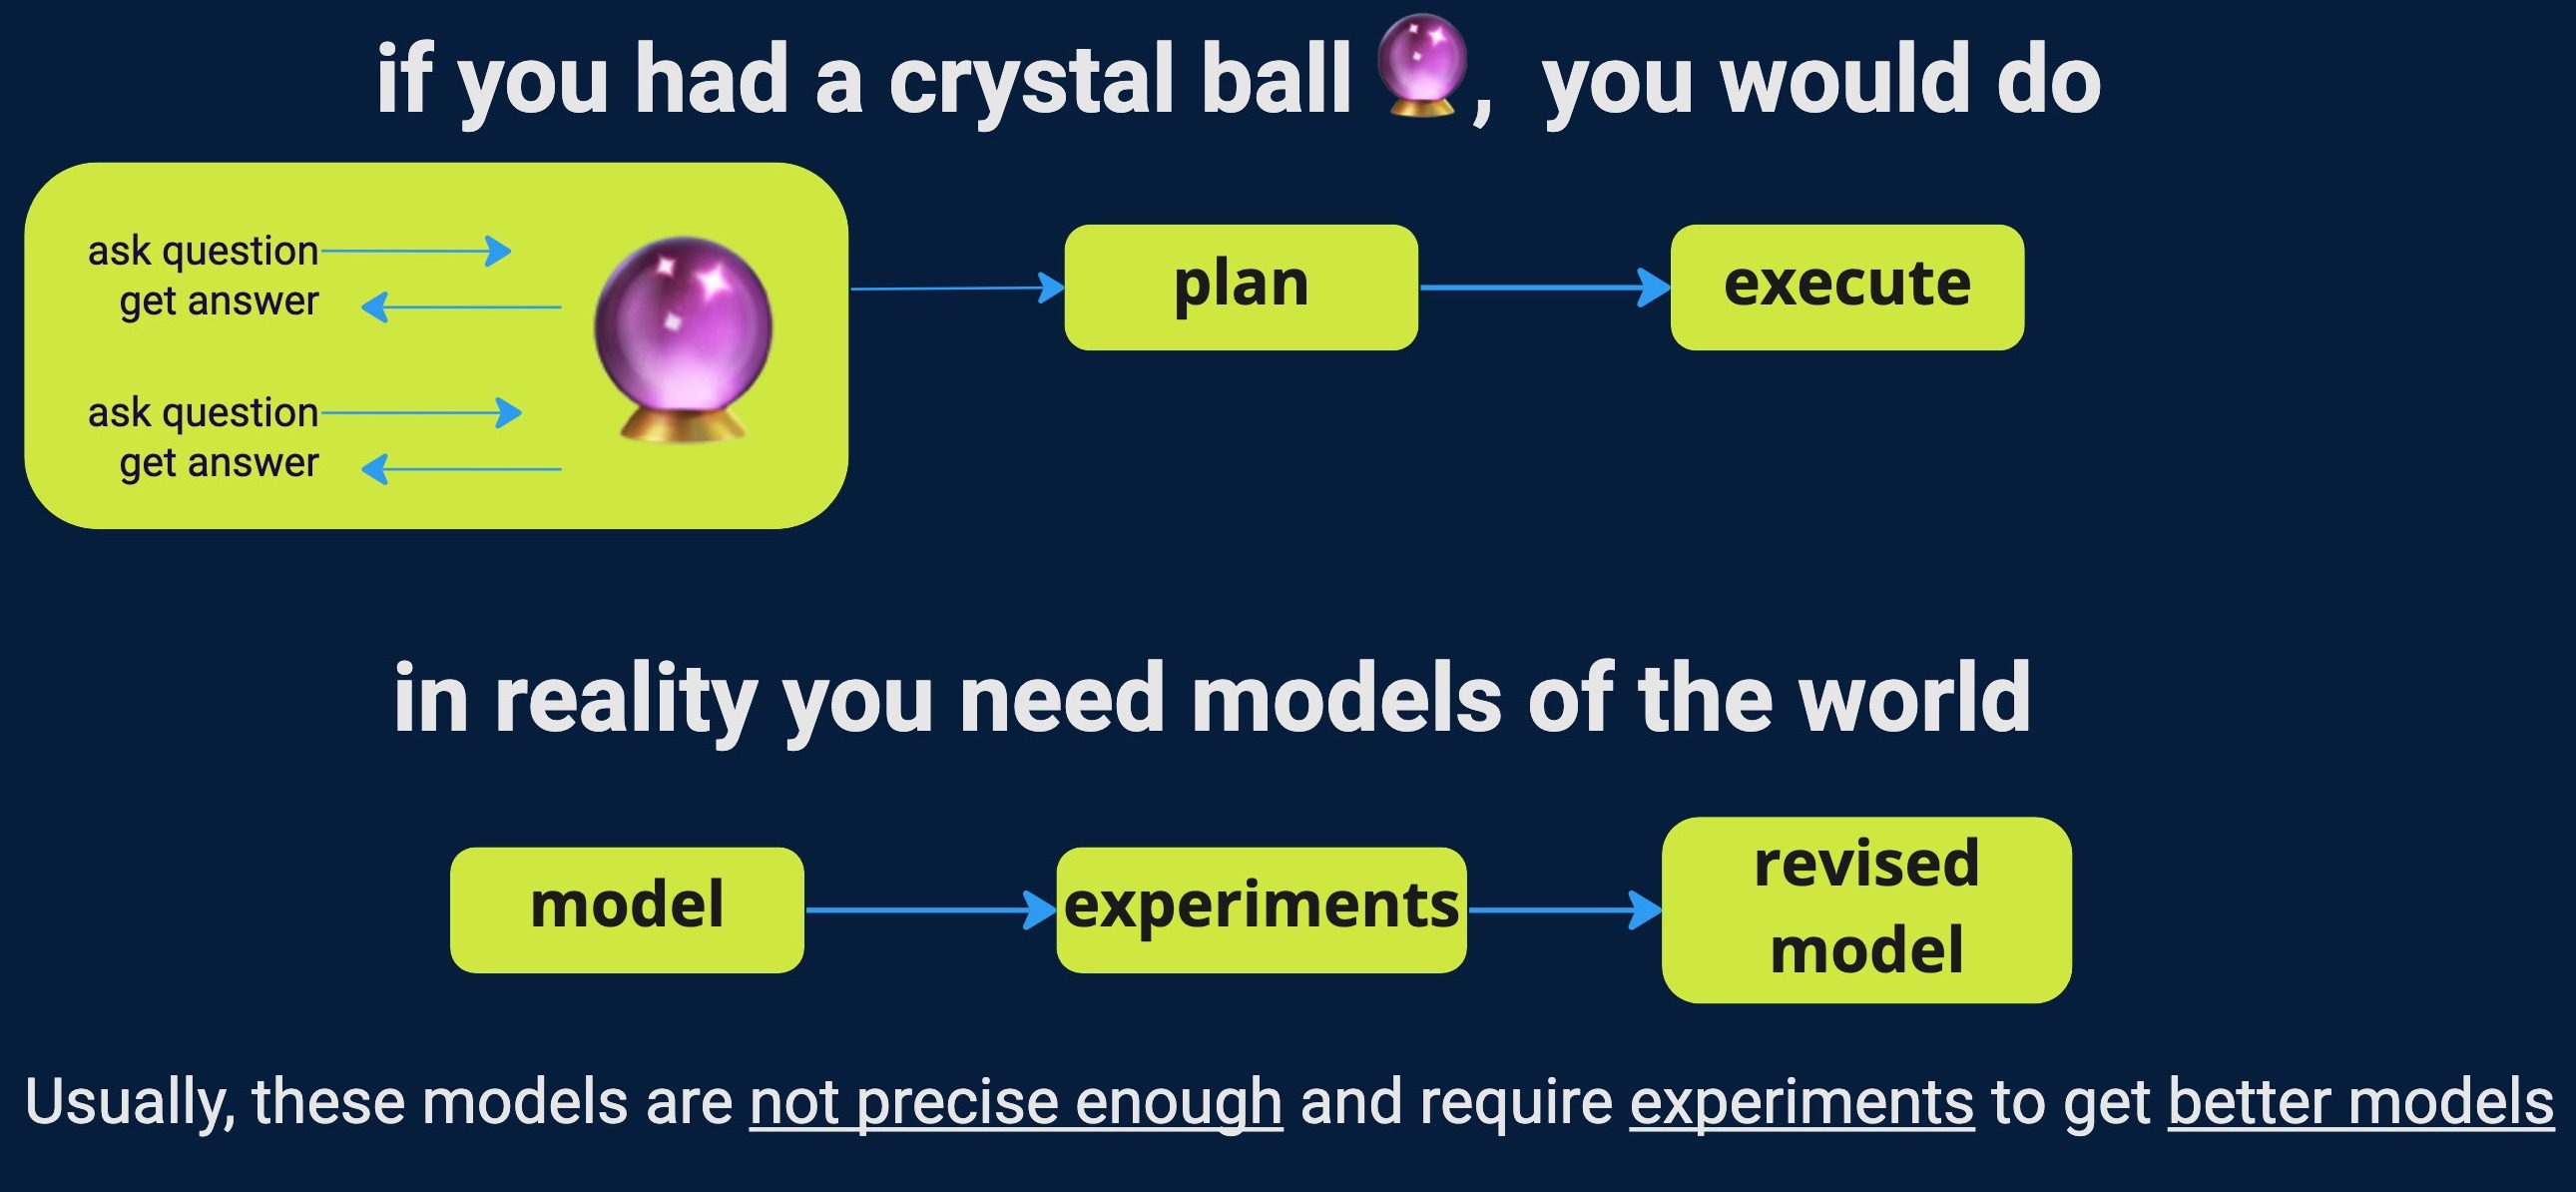 if you had a crystal ball 🔮, you would do
ask question
get answer
ask question
get answer
plan
execute
in reality you need models of the world
model
experiments
revised
model
Usually, these models are not precise enough and require experiments to get better models